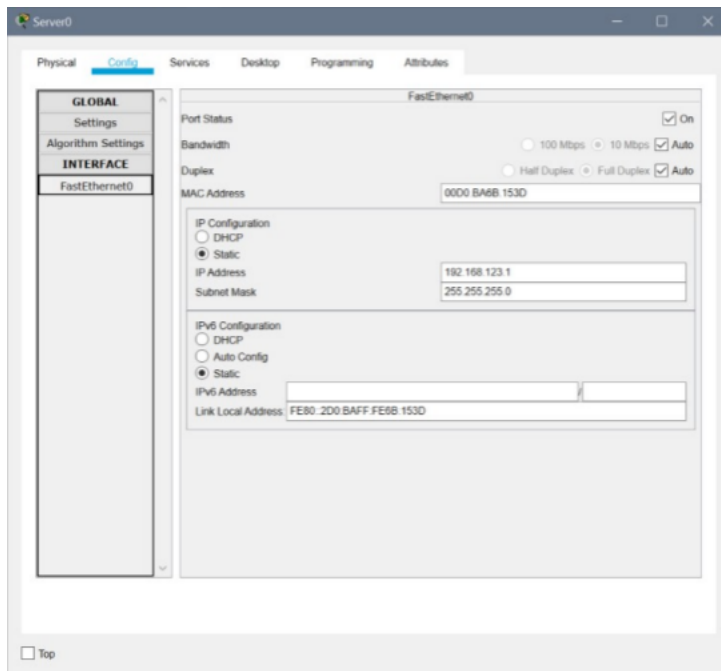 Server0
Physical Config Services Desktop Programming Attributes
GLOBAL
Settings
Algorithm Settings
INTERFACE
FastEthernet0
FastEthernet0
Port Status On
Bandwidth 100 Mbps 10 Mbps Auto
Duplex Half Duplex Full Duplex Auto
MAC Address 00D0.BA6B.153D
IP Configuration
DHCP
Static
IP Address 192.168.123.1
Subnet Mask 255.255.255.0
IPv6 Configuration
DHCP
Auto Config
Static
IPv6 Address /
Link Local Address: FE80::2D0:BAFF:FE6B:153D
Top